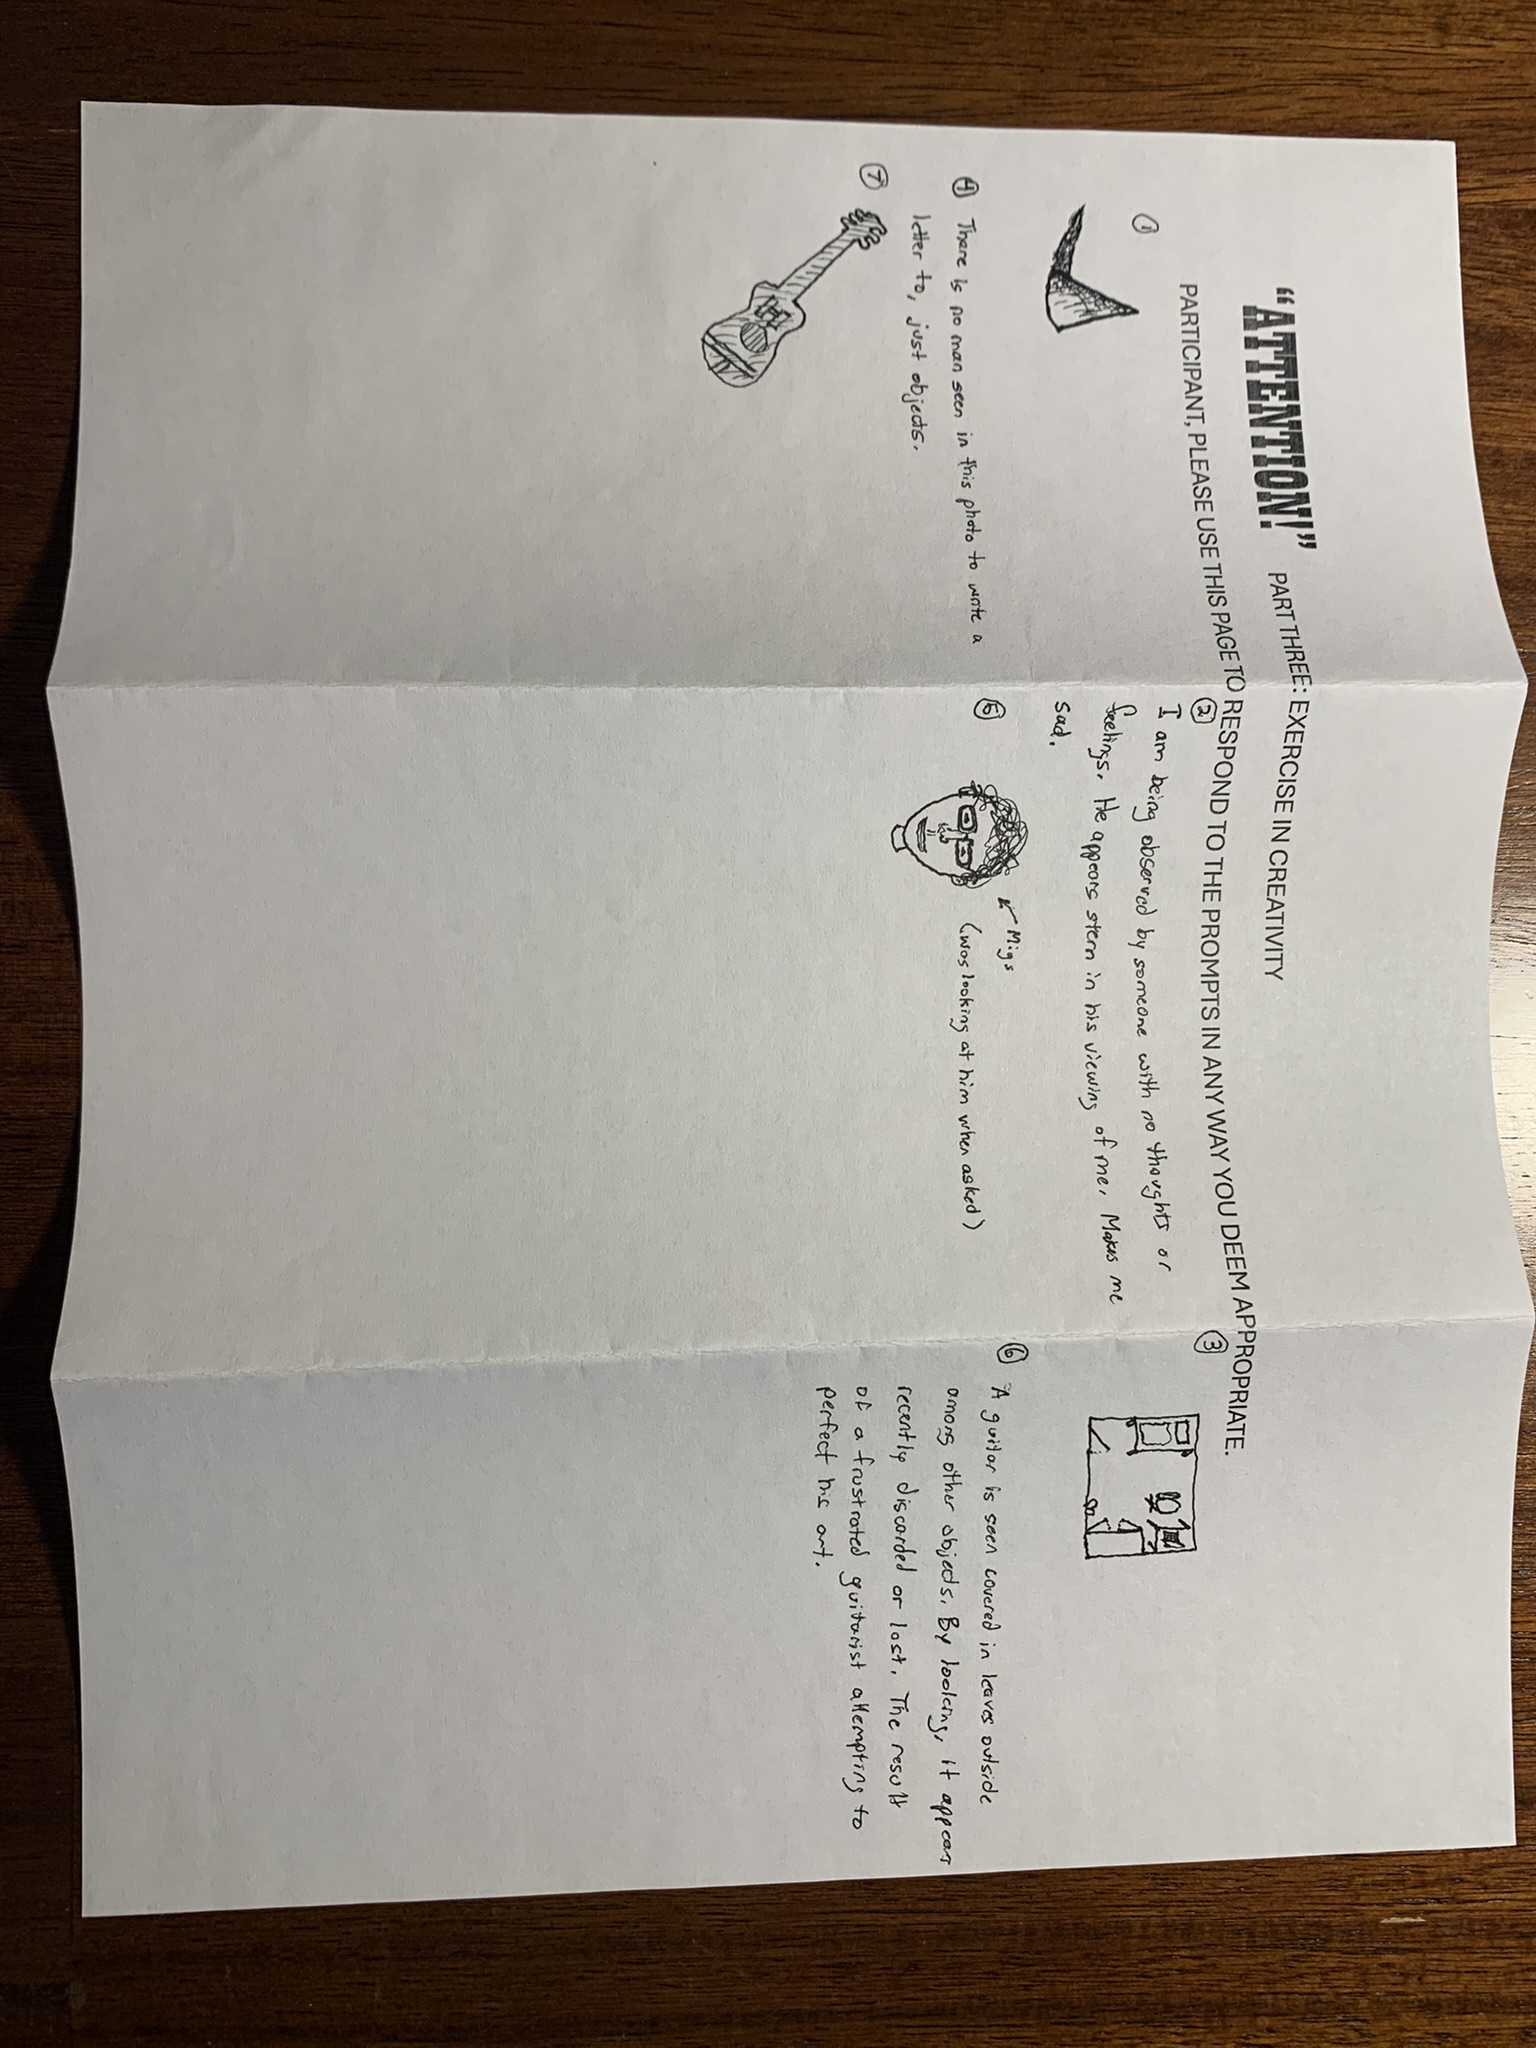 “ATTENTION!” PART THREE: EXERCISE IN CREATIVITY
PARTICIPANT, PLEASE USE THIS PAGE TO RESPOND TO THE PROMPTS IN ANY WAY YOU DEEM APPROPRIATE.
1
2
I am being observed by someone with no thoughts or
feelings. He appears stern in his viewing of me. Makes me
sad.
3
4 There is no man seen in this photo to write a
letter to, just objects.
5
Migs
(was looking at him when asked)
6 A guitar is seen covered in leaves outside
among other objects. By looking, it appears
recently discarded or lost. The result
of a frustrated guitarist attempting to
perfect his art.
7